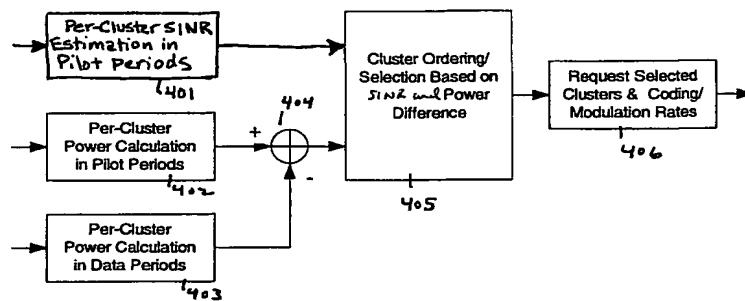 Per-Cluster SINR
Estimation in
Pilot Periods
401
Per-Cluster
Power Calculation
in Pilot Periods
402
Per-Cluster
Power Calculation
in Data Periods
403
404
+
-
Cluster Ordering/
Selection Based on
SINR and Power
Difference
405
Request Selected
Clusters & Coding/
Modulation Rates
406